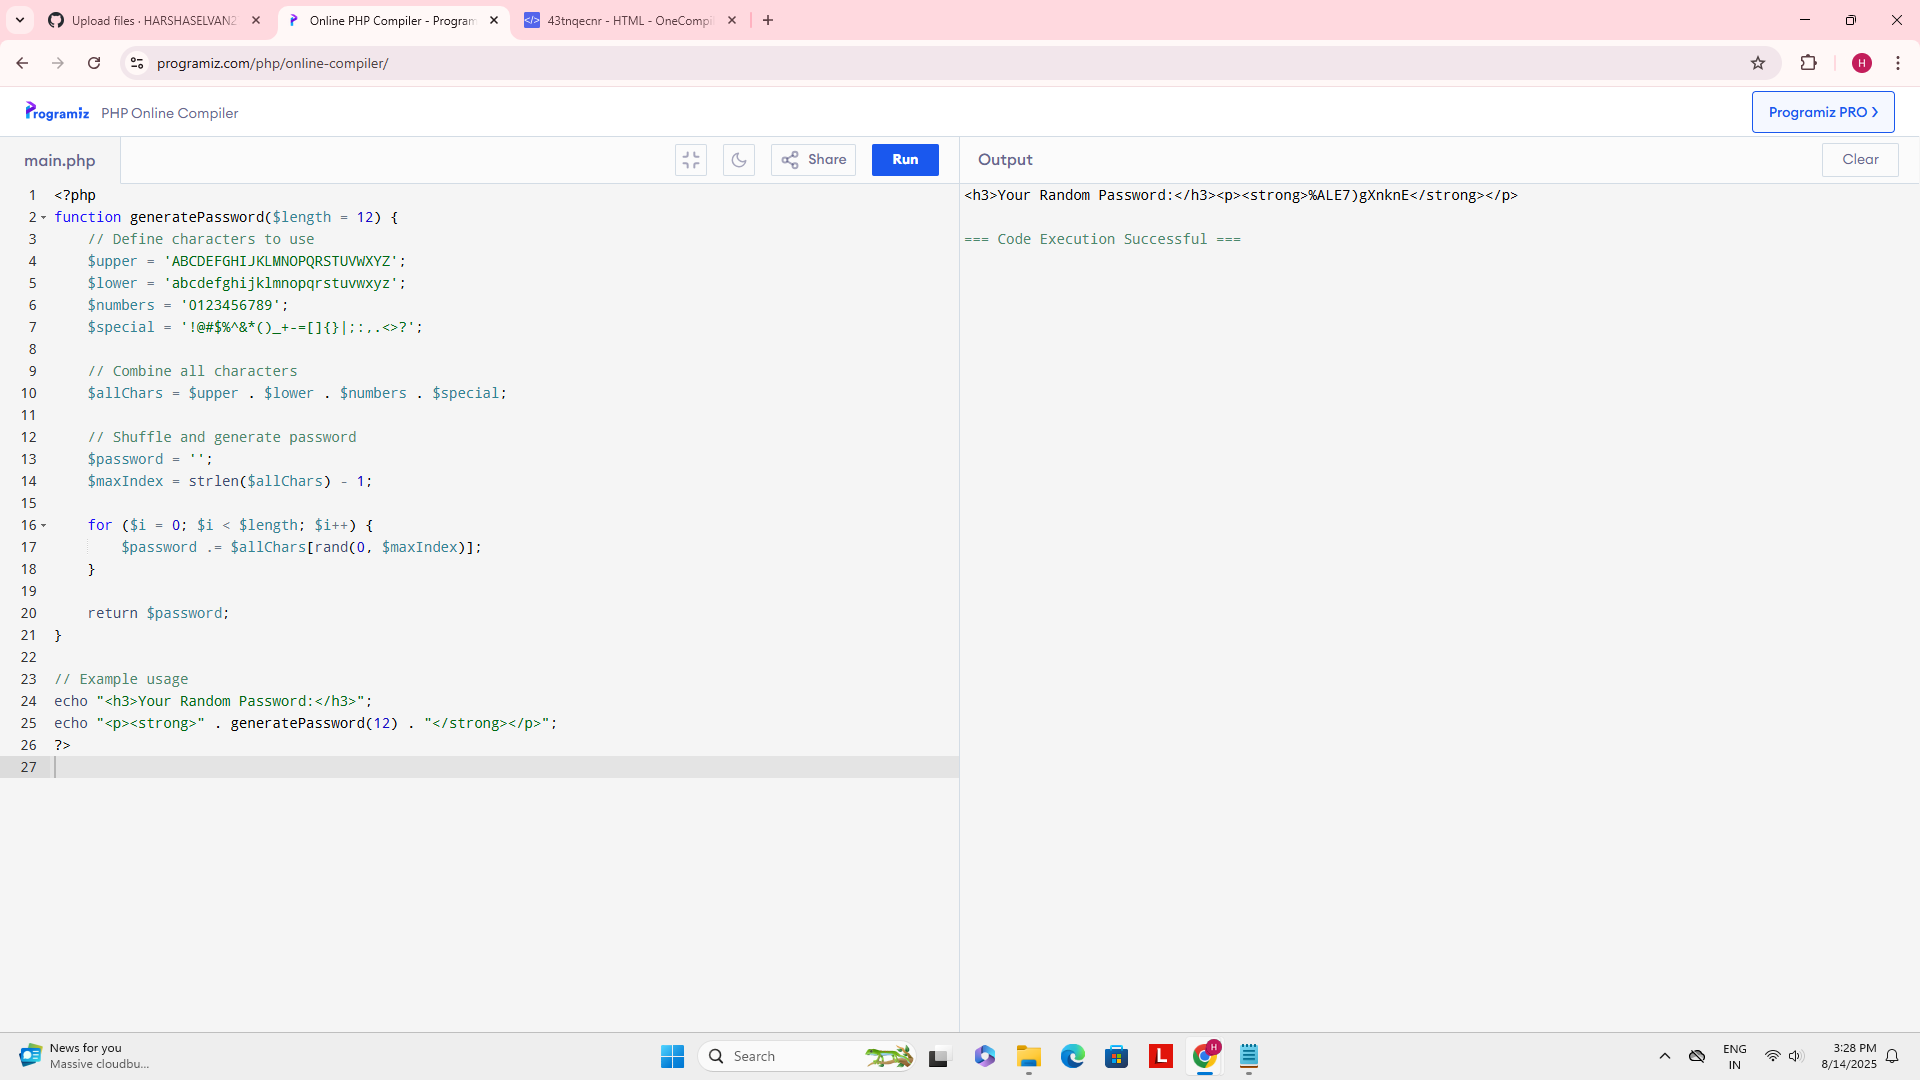 Upload files · HARSHASELVAN2
Online PHP Compiler - Program
43tnqecnr - HTML - OneCompi
programiz.com/php/online-compiler/
H
Programiz PHP Online Compiler
Programiz PRO ›
main.php
Share
Run
Output
Clear
1 <?php
2 function generatePassword($length = 12) {
3 // Define characters to use
4 $upper = 'ABCDEFGHIJKLMNOPQRSTUVWXYZ';
5 $lower = 'abcdefghijklmnopqrstuvwxyz';
6 $numbers = '0123456789';
7 $special = '!@#$%^&*()_+-=[]{}|;:,.<>?';
8
9 // Combine all characters
10 $allChars = $upper . $lower . $numbers . $special;
11
12 // Shuffle and generate password
13 $password = '';
14 $maxIndex = strlen($allChars) - 1;
15
16 for ($i = 0; $i < $length; $i++) {
17 $password .= $allChars[rand(0, $maxIndex)];
18 }
19
20 return $password;
21 }
22
23 // Example usage
24 echo "<h3>Your Random Password:</h3>";
25 echo "<p><strong>" . generatePassword(12) . "</strong></p>";
26 ?>
27
<h3>Your Random Password:</h3><p><strong>%ALE7)gXnknE</strong></p>
=== Code Execution Successful ===
News for you
Massive cloudbu...
Search
L
H
ENG
IN
3:28 PM
8/14/2025